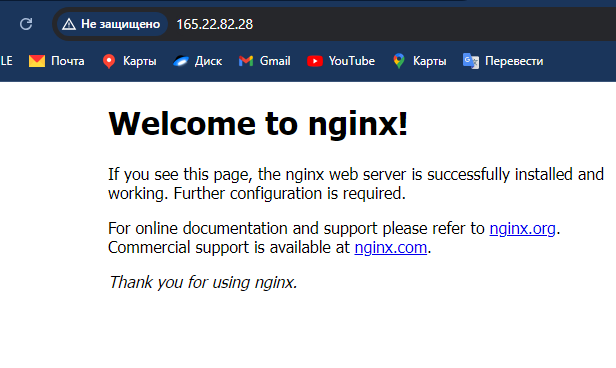 Не защищено 165.22.82.28
LE Почта Карты Диск Gmail YouTube Карты Перевести
Welcome to nginx!
If you see this page, the nginx web server is successfully installed and
working. Further configuration is required.
For online documentation and support please refer to nginx.org.
Commercial support is available at nginx.com.
Thank you for using nginx.